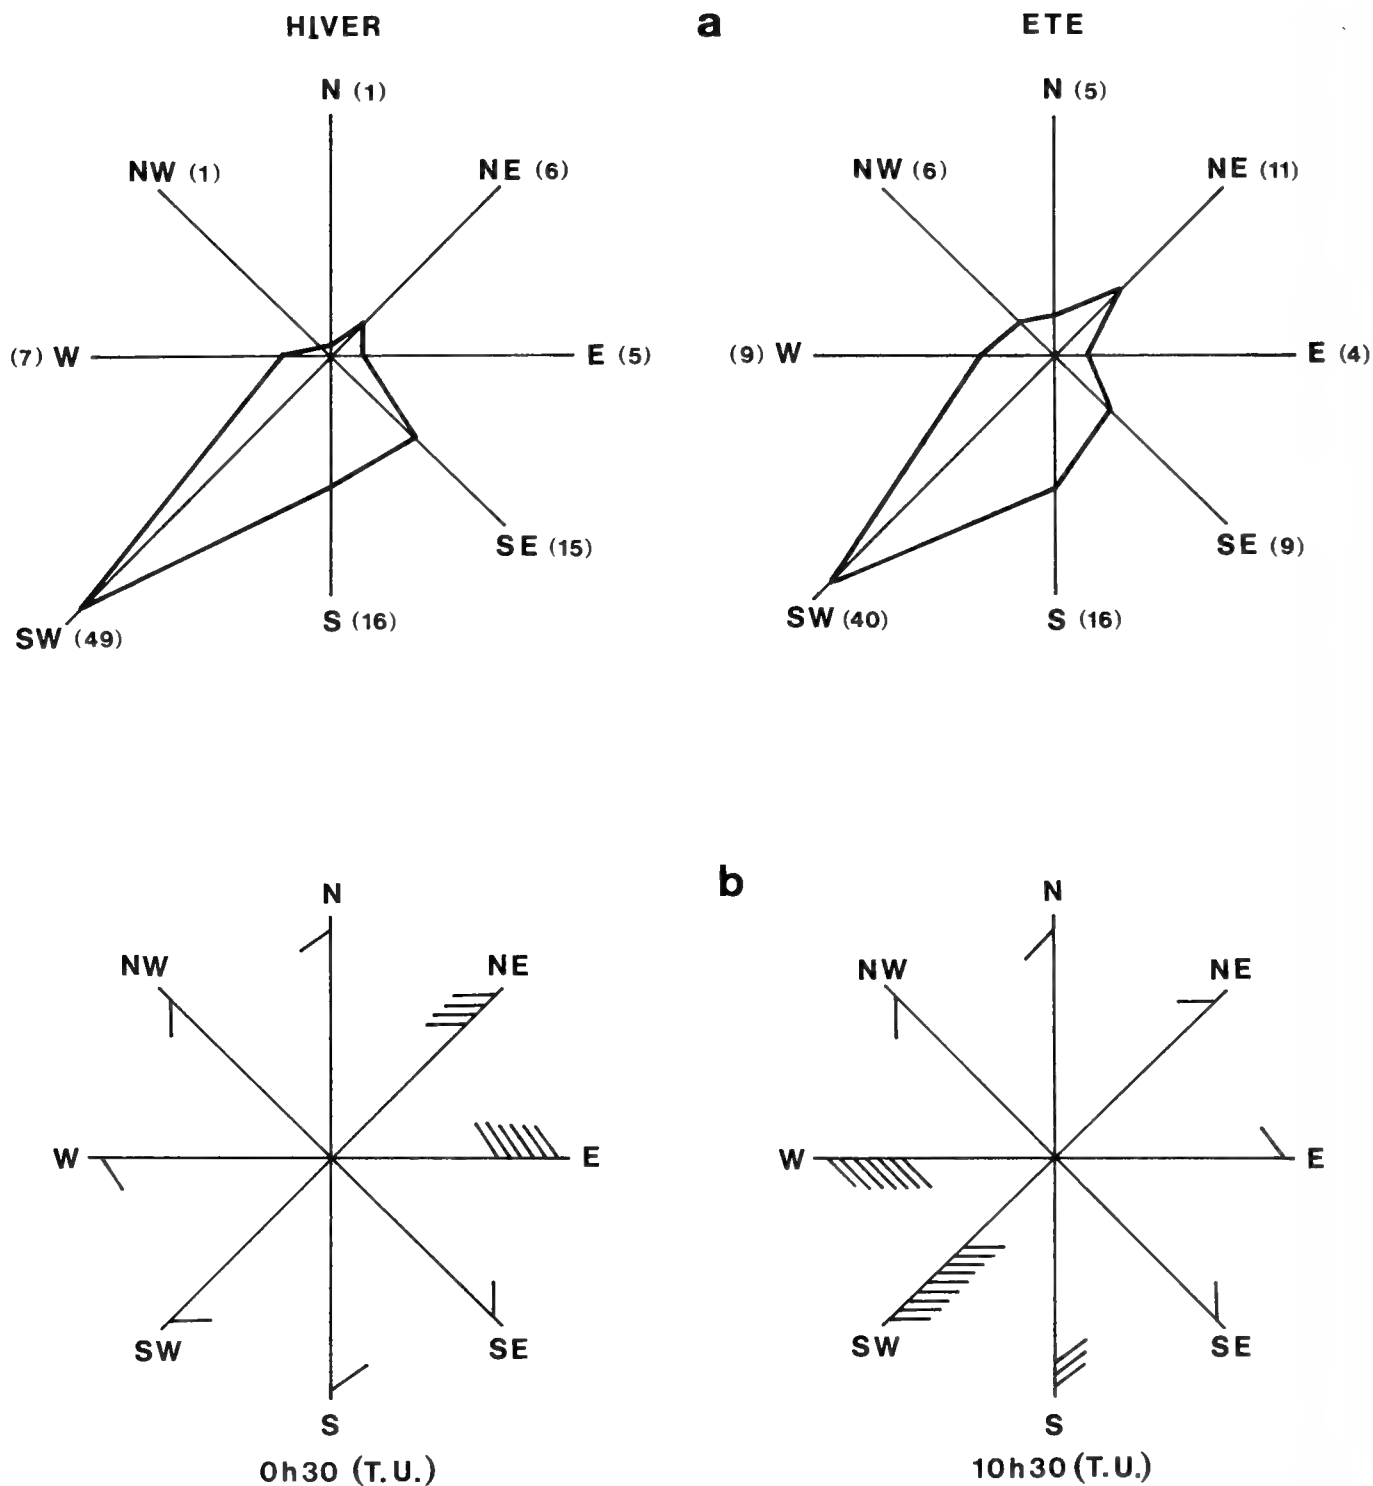 HIVER a ETE
N (1) N (5)
NW (1) NE (6) NW (6) NE (11)
(7) W E (5) (9) W E (4)
SE (15) SE (9)
SW (49) S (16) SW (40) S (16)
b
N N
NW NE NW NE
W E W E
SW SE SW SE
S S
0h30 (T.U.) 10h30 (T.U.)